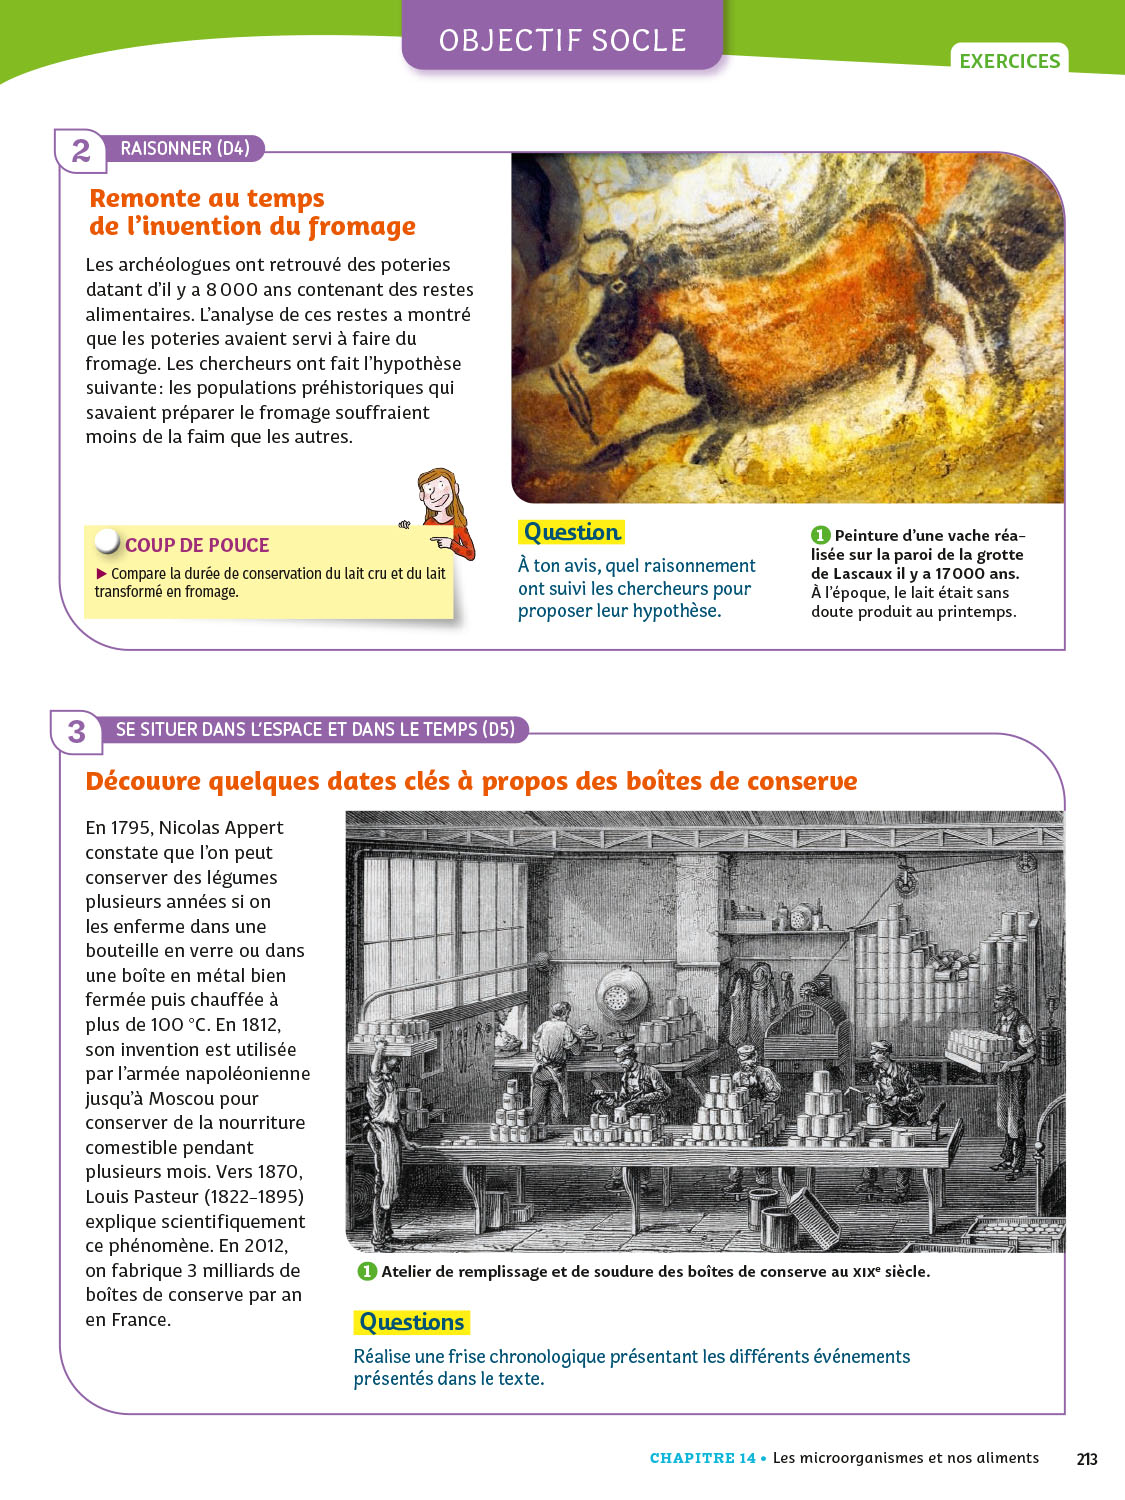 OBJECTIF SOCLE
EXERCICES
2
RAISONNER (D4)
Remonte au temps
de l'invention du fromage
Les archéologues ont retrouvé des poteries
datant d'il y a 8 000 ans contenant des restes
alimentaires. L'analyse de ces restes a montré
que les poteries avaient servi à faire du
fromage. Les chercheurs ont fait l'hypothèse
suivante : les populations préhistoriques qui
savaient préparer le fromage souffraient
moins de la faim que les autres.
COUP DE POUCE
▶ Compare la durée de conservation du lait cru et du lait
transformé en fromage.
Question
À ton avis, quel raisonnement
ont suivi les chercheurs pour
proposer leur hypothèse.
1 Peinture d'une vache réa-
lisée sur la paroi de la grotte
de Lascaux il y a 17 000 ans.
À l'époque, le lait était sans
doute produit au printemps.
3
SE SITUER DANS L'ESPACE ET DANS LE TEMPS (D5)
Découvre quelques dates clés à propos des boîtes de conserve
En 1795, Nicolas Appert
constate que l'on peut
conserver des légumes
plusieurs années si on
les enferme dans une
bouteille en verre ou dans
une boîte en métal bien
fermée puis chauffée à
plus de 100 °C. En 1812,
son invention est utilisée
par l'armée napoléonienne
jusqu'à Moscou pour
conserver de la nourriture
comestible pendant
plusieurs mois. Vers 1870,
Louis Pasteur (1822-1895)
explique scientifiquement
ce phénomène. En 2012,
on fabrique 3 milliards de
boîtes de conserve par an
en France.
1 Atelier de remplissage et de soudure des boîtes de conserve au XIXe siècle.
Questions
Réalise une frise chronologique présentant les différents événements
présentés dans le texte.
CHAPITRE 14 • Les microorganismes et nos aliments
213